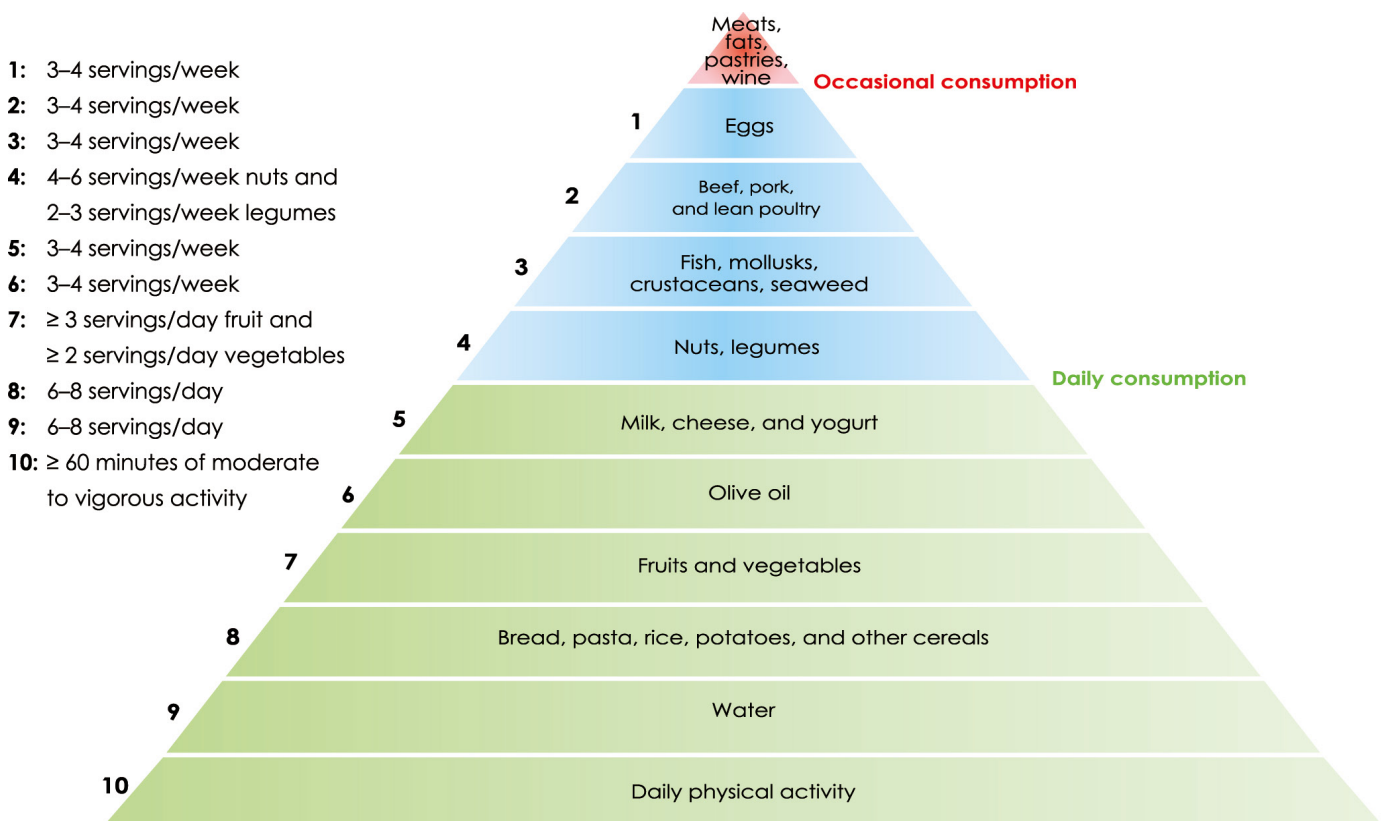 1: 3–4 servings/week
2: 3–4 servings/week
3: 3–4 servings/week
4: 4–6 servings/week nuts and
2–3 servings/week legumes
5: 3–4 servings/week
6: 3–4 servings/week
7: ≥ 3 servings/day fruit and
≥ 2 servings/day vegetables
8: 6–8 servings/day
9: 6–8 servings/day
10: ≥ 60 minutes of moderate
to vigorous activity
Meats,
fats,
pastries,
wine
Occasional consumption
1 Eggs
2 Beef, pork,
and lean poultry
3 Fish, mollusks,
crustaceans, seaweed
4 Nuts, legumes
Daily consumption
5 Milk, cheese, and yogurt
6 Olive oil
7 Fruits and vegetables
8 Bread, pasta, rice, potatoes, and other cereals
9 Water
10 Daily physical activity